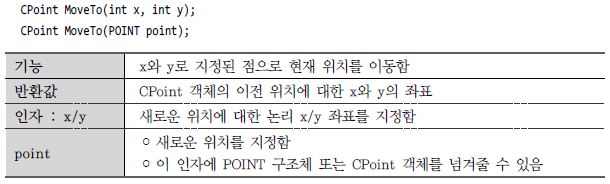 CPoint MoveTo(int x, int y);
CPoint MoveTo(POINT point);
기능 x와 y로 지정된 점으로 현재 위치를 이동함
반환값 CPoint 객체의 이전 위치에 대한 x와 y의 좌표
인자 : x/y 새로운 위치에 대한 논리 x/y 좌표를 지정함
point ㅇ 새로운 위치를 지정함
ㅇ 이 인자에 POINT 구조체 또는 CPoint 객체를 넘겨줄 수 있음